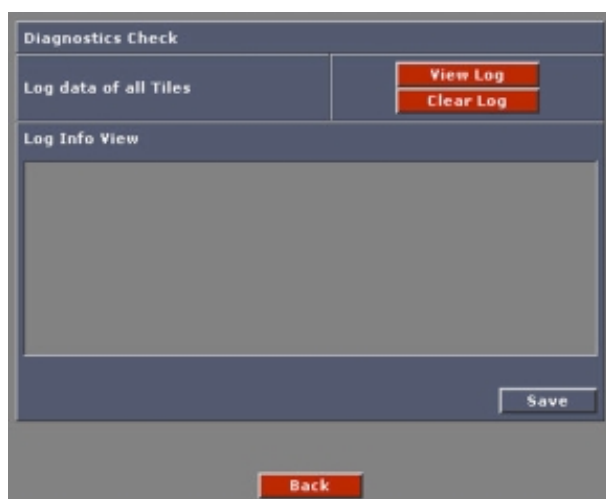 Diagnostics Check
Log data of all Tiles
View Log
Clear Log
Log Info View
Save
Back